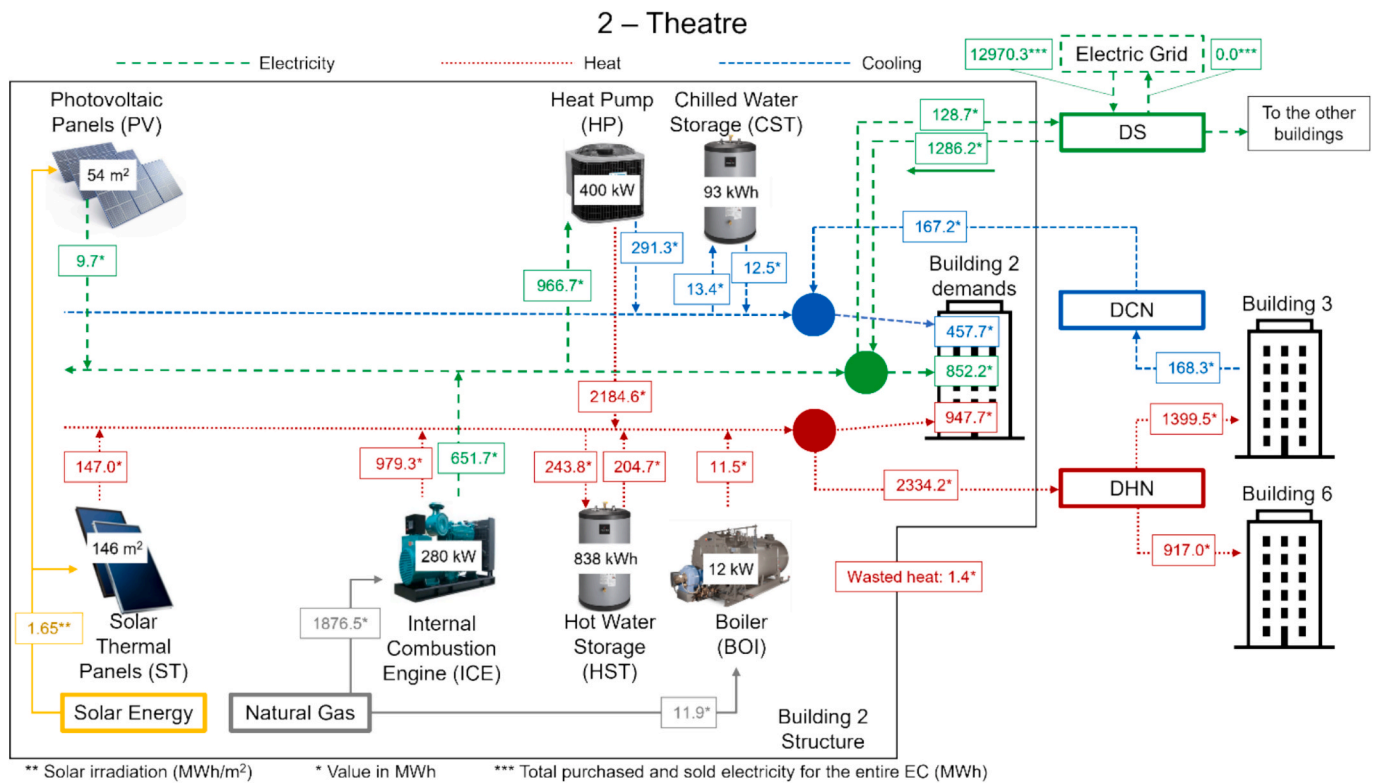 2 – Theatre
Electricity
Heat
Cooling
12970.3***
Electric Grid
0.0***
Photovoltaic
Panels (PV)
Heat Pump
(HP)
Chilled Water
Storage (CST)
128.7*
DS
To the other
buildings
1286.2*
54 m²
400 kW
93 kWh
167.2*
9.7*
966.7*
291.3*
13.4*
12.5*
Building 2
demands
DCN
Building 3
457.7*
852.2*
168.3*
2184.6*
947.7*
1399.5*
147.0*
979.3*
651.7*
243.8*
204.7*
11.5*
2334.2*
DHN
Building 6
146 m²
280 kW
838 kWh
12 kW
917.0*
Wasted heat: 1.4*
1.65**
Solar
Thermal
Panels (ST)
1876.5*
Internal
Combustion
Engine (ICE)
Hot Water
Storage
(HST)
Boiler
(BOI)
Solar Energy
Natural Gas
11.9*
Building 2
Structure
** Solar irradiation (MWh/m²)
* Value in MWh
*** Total purchased and sold electricity for the entire EC (MWh)